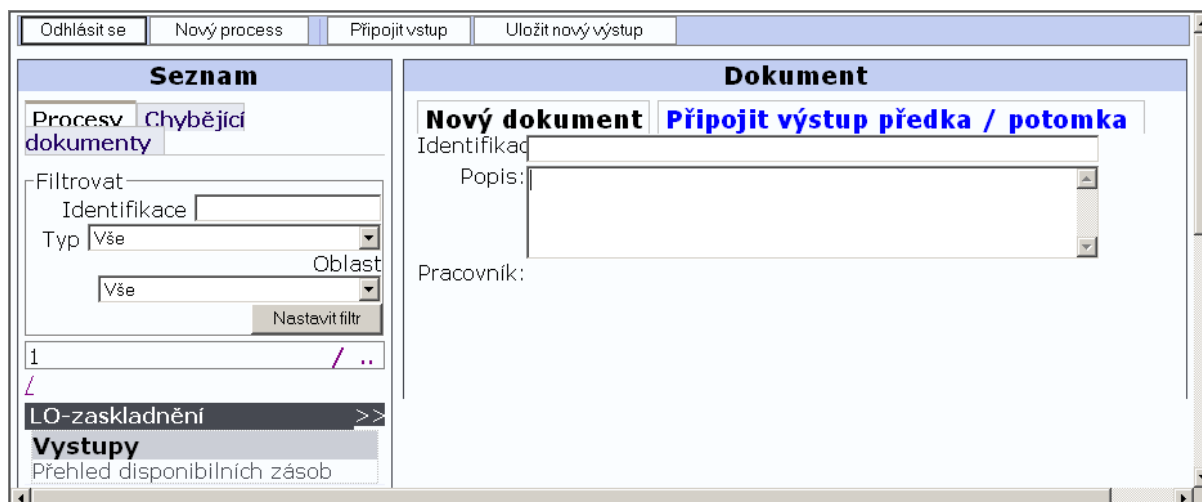 Odhlásit se Nový process Připojit vstup Uložit nový výstup
Seznam
Procesy Chybějící
dokumenty
Filtrovat
Identifikace
Typ Vše
Oblast
Vše
Nastavit filtr
1 / ..
/
LO-zaskladnění >>
Vystupy
Přehled disponibilních zásob
Dokument
Nový dokument Připojit výstup předka / potomka
Identifikac
Popis:
Pracovník: